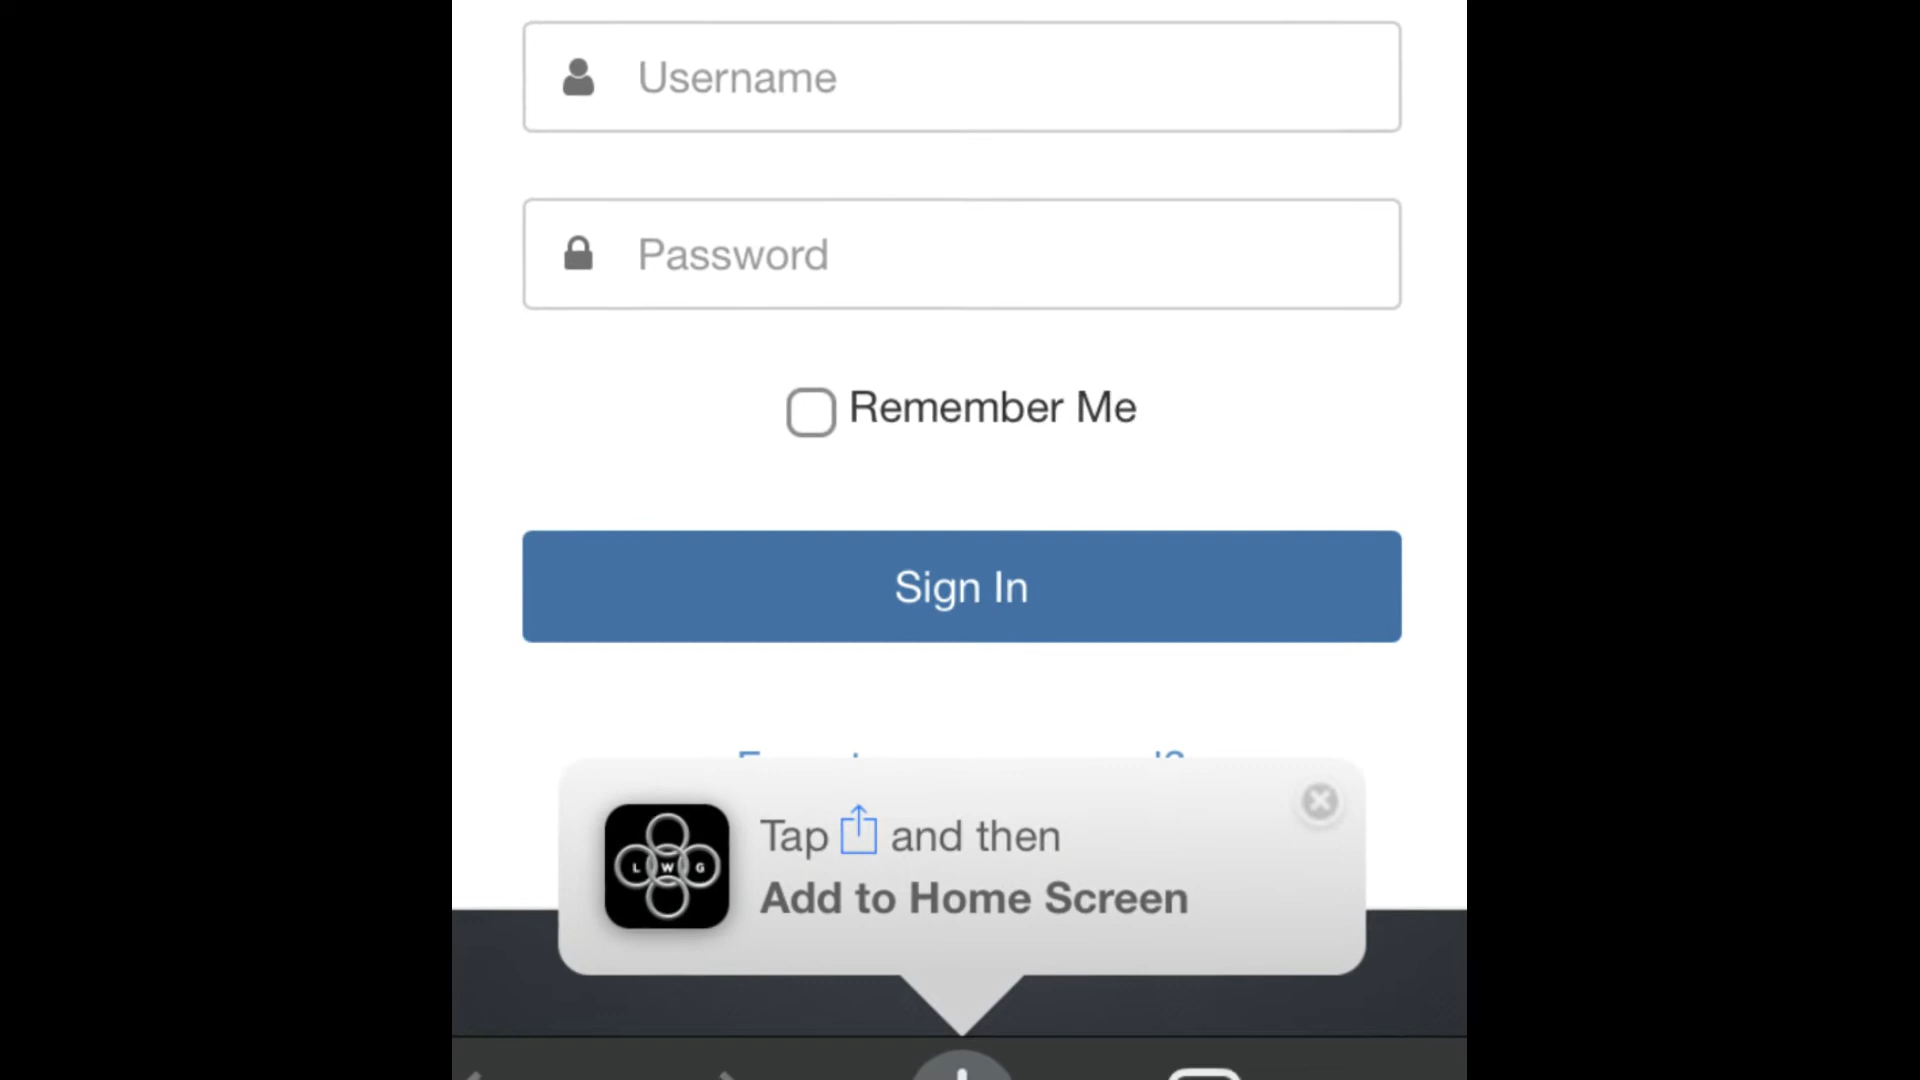 Username
Password
Remember Me
Sign In
Tap and then
Add to Home Screen
L W G